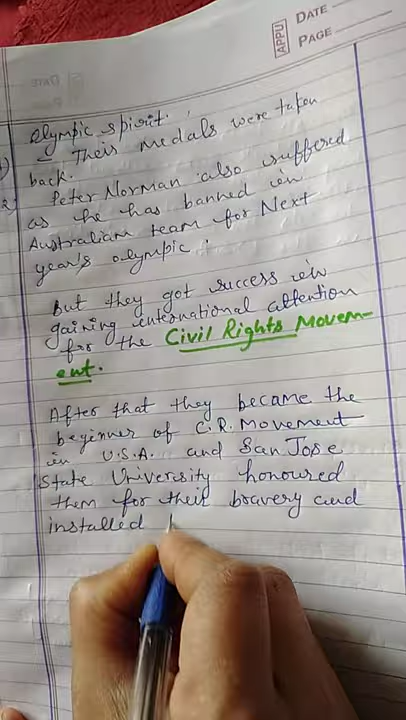 DATE
PAGE
APPU
Olympic spirit.
- Their medals were taken
back.
Peter Norman also suffered
as he has banned in
Australian team for Next
year's olympic.
But they got success in
gaining international attention
for the Civil Rights Movem-
ent.
After that they became the
beginner of C.R. Movement
in U.S.A. and San Jose
State Univeresity honoured
them for their bravery and
installed